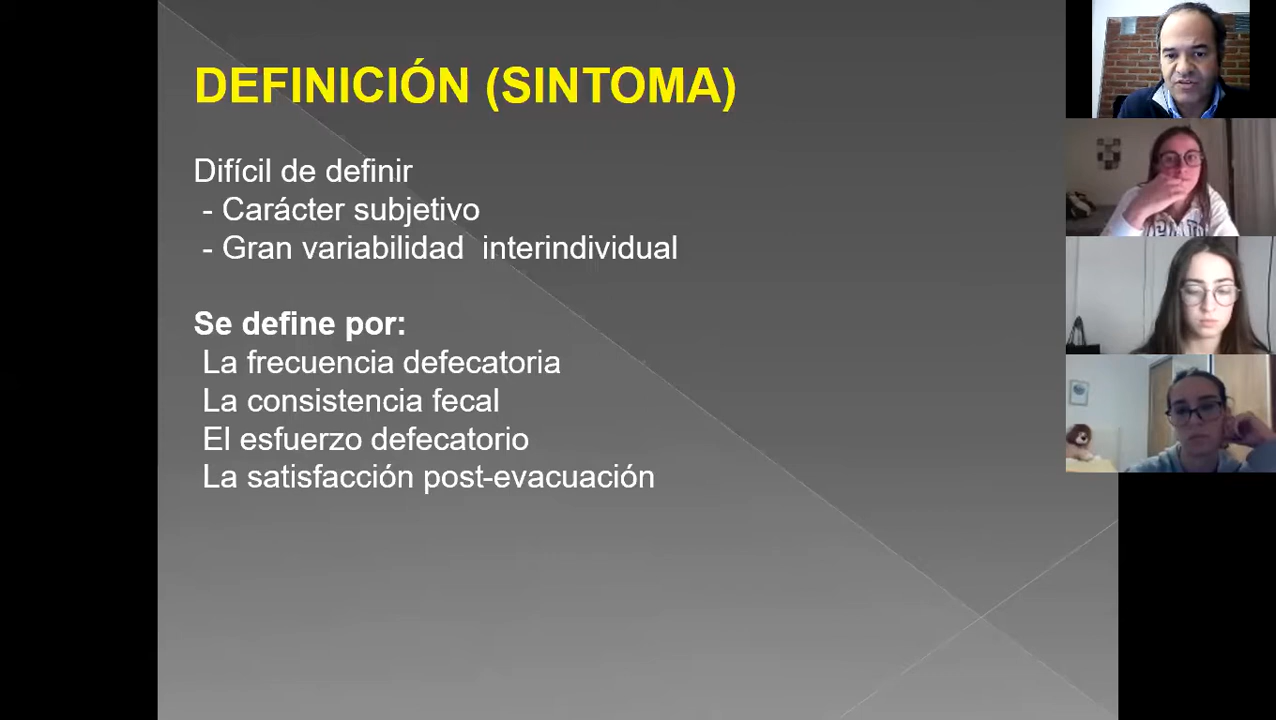 DEFINICIÓN (SINTOMA)
Difícil de definir
- Carácter subjetivo
- Gran variabilidad interindividual
Se define por:
La frecuencia defecatoria
La consistencia fecal
El esfuerzo defecatorio
La satisfacción post-evacuación